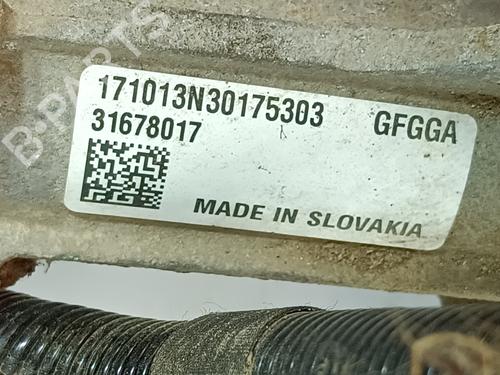 B-PARTS
171013N30175303 GFGGA
31678017
MADE IN SLOVAKIA